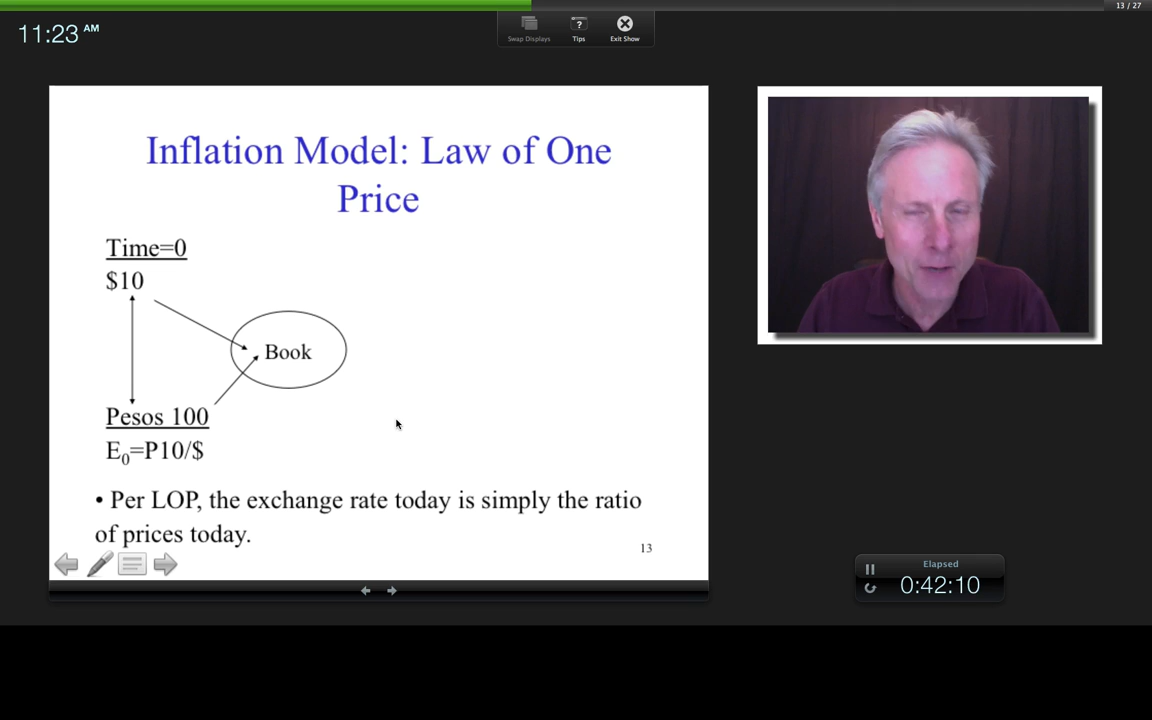 13 / 27
11:23 AM
Swap Displays
Tips
Exit Show
Inflation Model: Law of One
Price
Time=0
$10
Book
Pesos 100
E0=P10/$
• Per LOP, the exchange rate today is simply the ratio
of prices today.
13
Elapsed
0:42:10